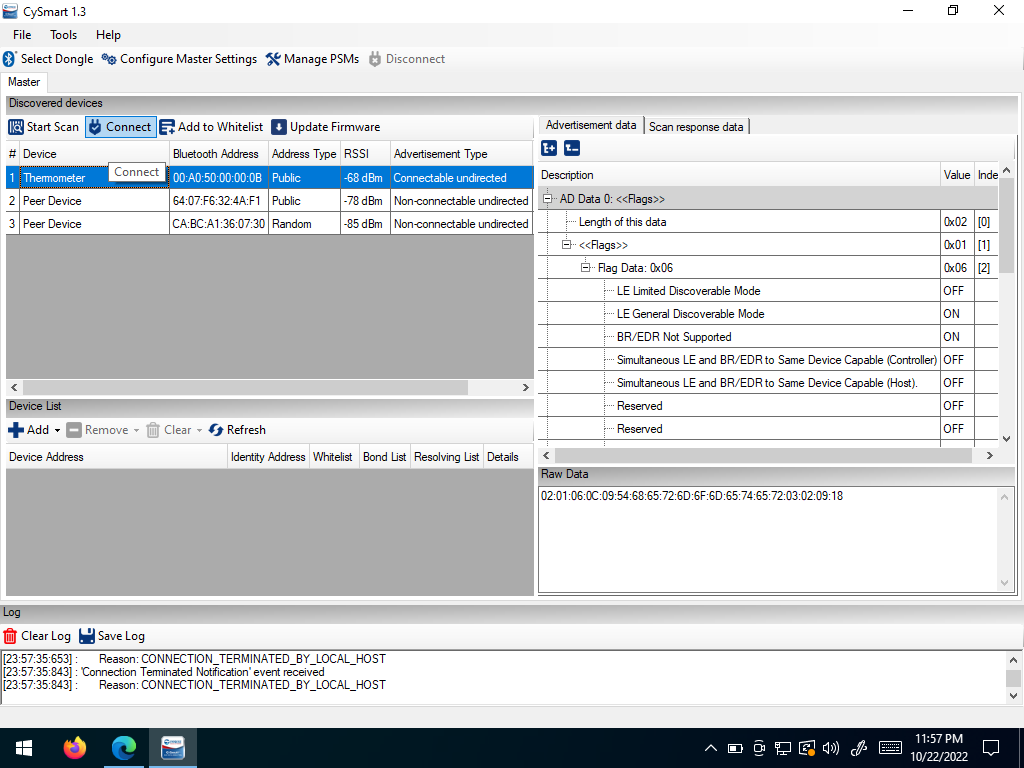 CySmart 1.3
File Tools Help
Select Dongle Configure Master Settings Manage PSMs Disconnect
Master
Discovered devices
Start Scan Connect Add to Whitelist Update Firmware
# Device Bluetooth Address Address Type RSSI Advertisement Type
1 Thermometer 00:A0:50:00:00:0B Public -68 dBm Connectable undirected
Connect
2 Peer Device 64:07:F6:32:4A:F1 Public -78 dBm Non-connectable undirected
3 Peer Device CA:BC:A1:36:07:30 Random -85 dBm Non-connectable undirected
Device List
Add Remove Clear Refresh
Device Address Identity Address Whitelist Bond List Resolving List Details
Advertisement data Scan response data
Description Value Inde
AD Data 0: <<Flags>>
Length of this data 0x02 [0]
<<Flags>> 0x01 [1]
Flag Data: 0x06 0x06 [2]
LE Limited Discoverable Mode OFF
LE General Discoverable Mode ON
BR/EDR Not Supported ON
Simultaneous LE and BR/EDR to Same Device Capable (Controller) OFF
Simultaneous LE and BR/EDR to Same Device Capable (Host). OFF
Reserved OFF
Reserved OFF
Raw Data
02:01:06:0C:09:54:68:65:72:6D:6F:6D:65:74:65:72:03:02:09:18
Log
Clear Log Save Log
[23:57:35:653] : Reason: CONNECTION_TERMINATED_BY_LOCAL_HOST
[23:57:35:843] : 'Connection Terminated Notification' event received
[23:57:35:843] : Reason: CONNECTION_TERMINATED_BY_LOCAL_HOST
11:57 PM
10/22/2022